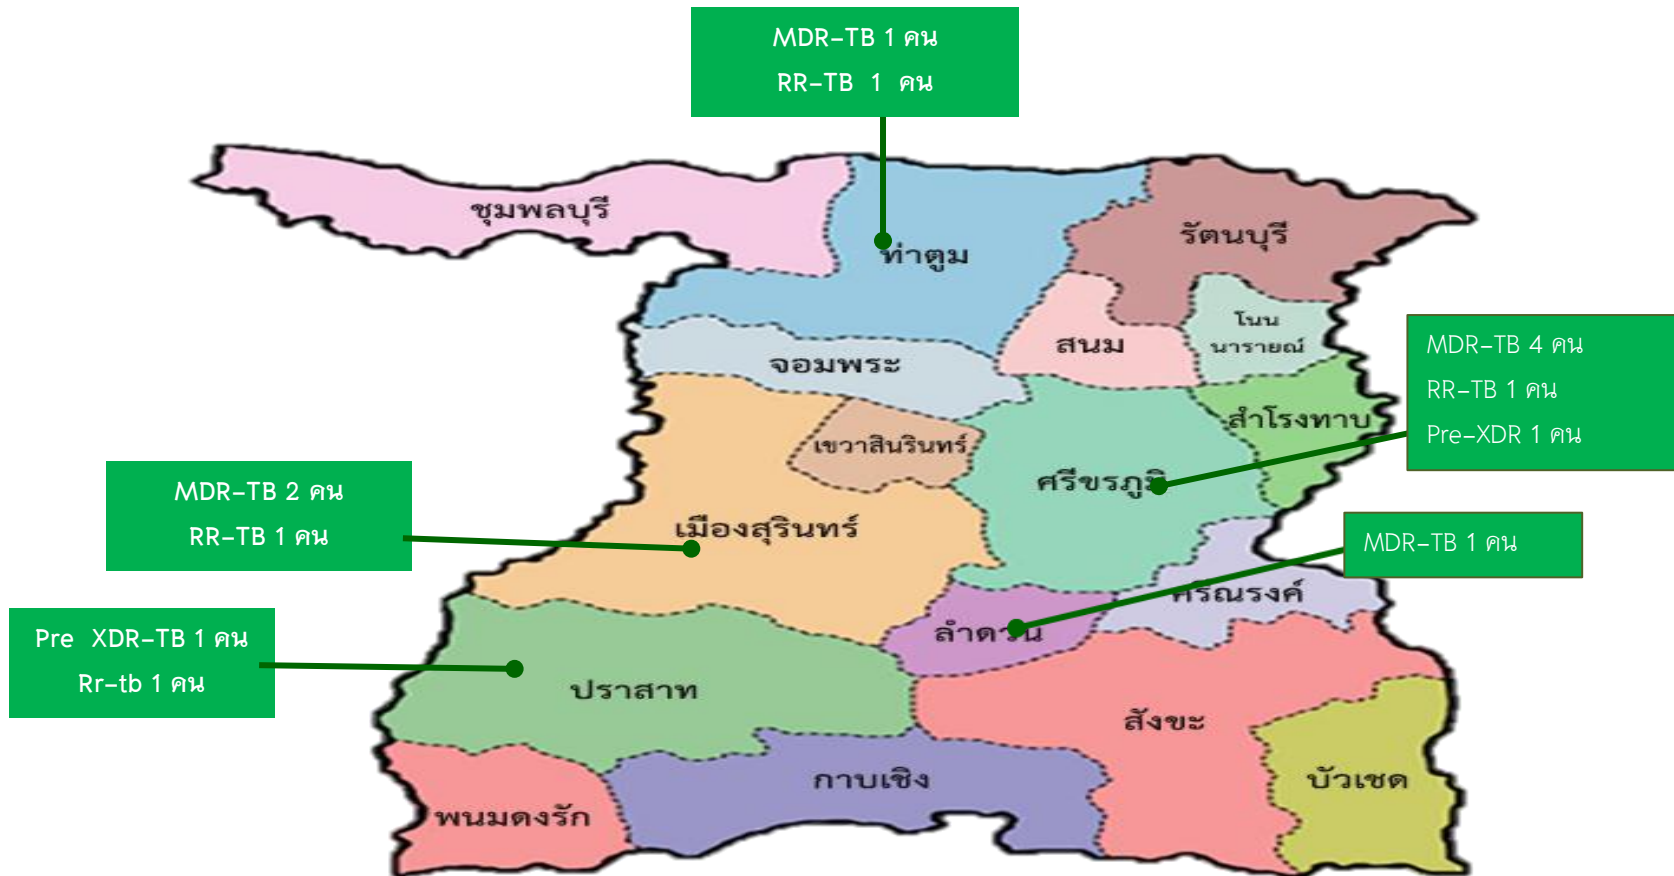 MDR-TB 1 คน
RR-TB 1 คน
ชุมพลบุรี
ท่าตูม
รัตนบุรี
โนน
นารายณ์
สนม
จอมพระ
MDR-TB 4 คน
RR-TB 1 คน
Pre-XDR 1 คน
สำโรงทาบ
เขวาสินรินทร์
ศรีขรภูมิ
MDR-TB 2 คน
RR-TB 1 คน
เมืองสุรินทร์
MDR-TB 1 คน
ศรีณรงค์
ลำดวน
Pre XDR-TB 1 คน
Rr-tb 1 คน
ปราสาท
สังขะ
กาบเชิง
บัวเชด
พนมดงรัก